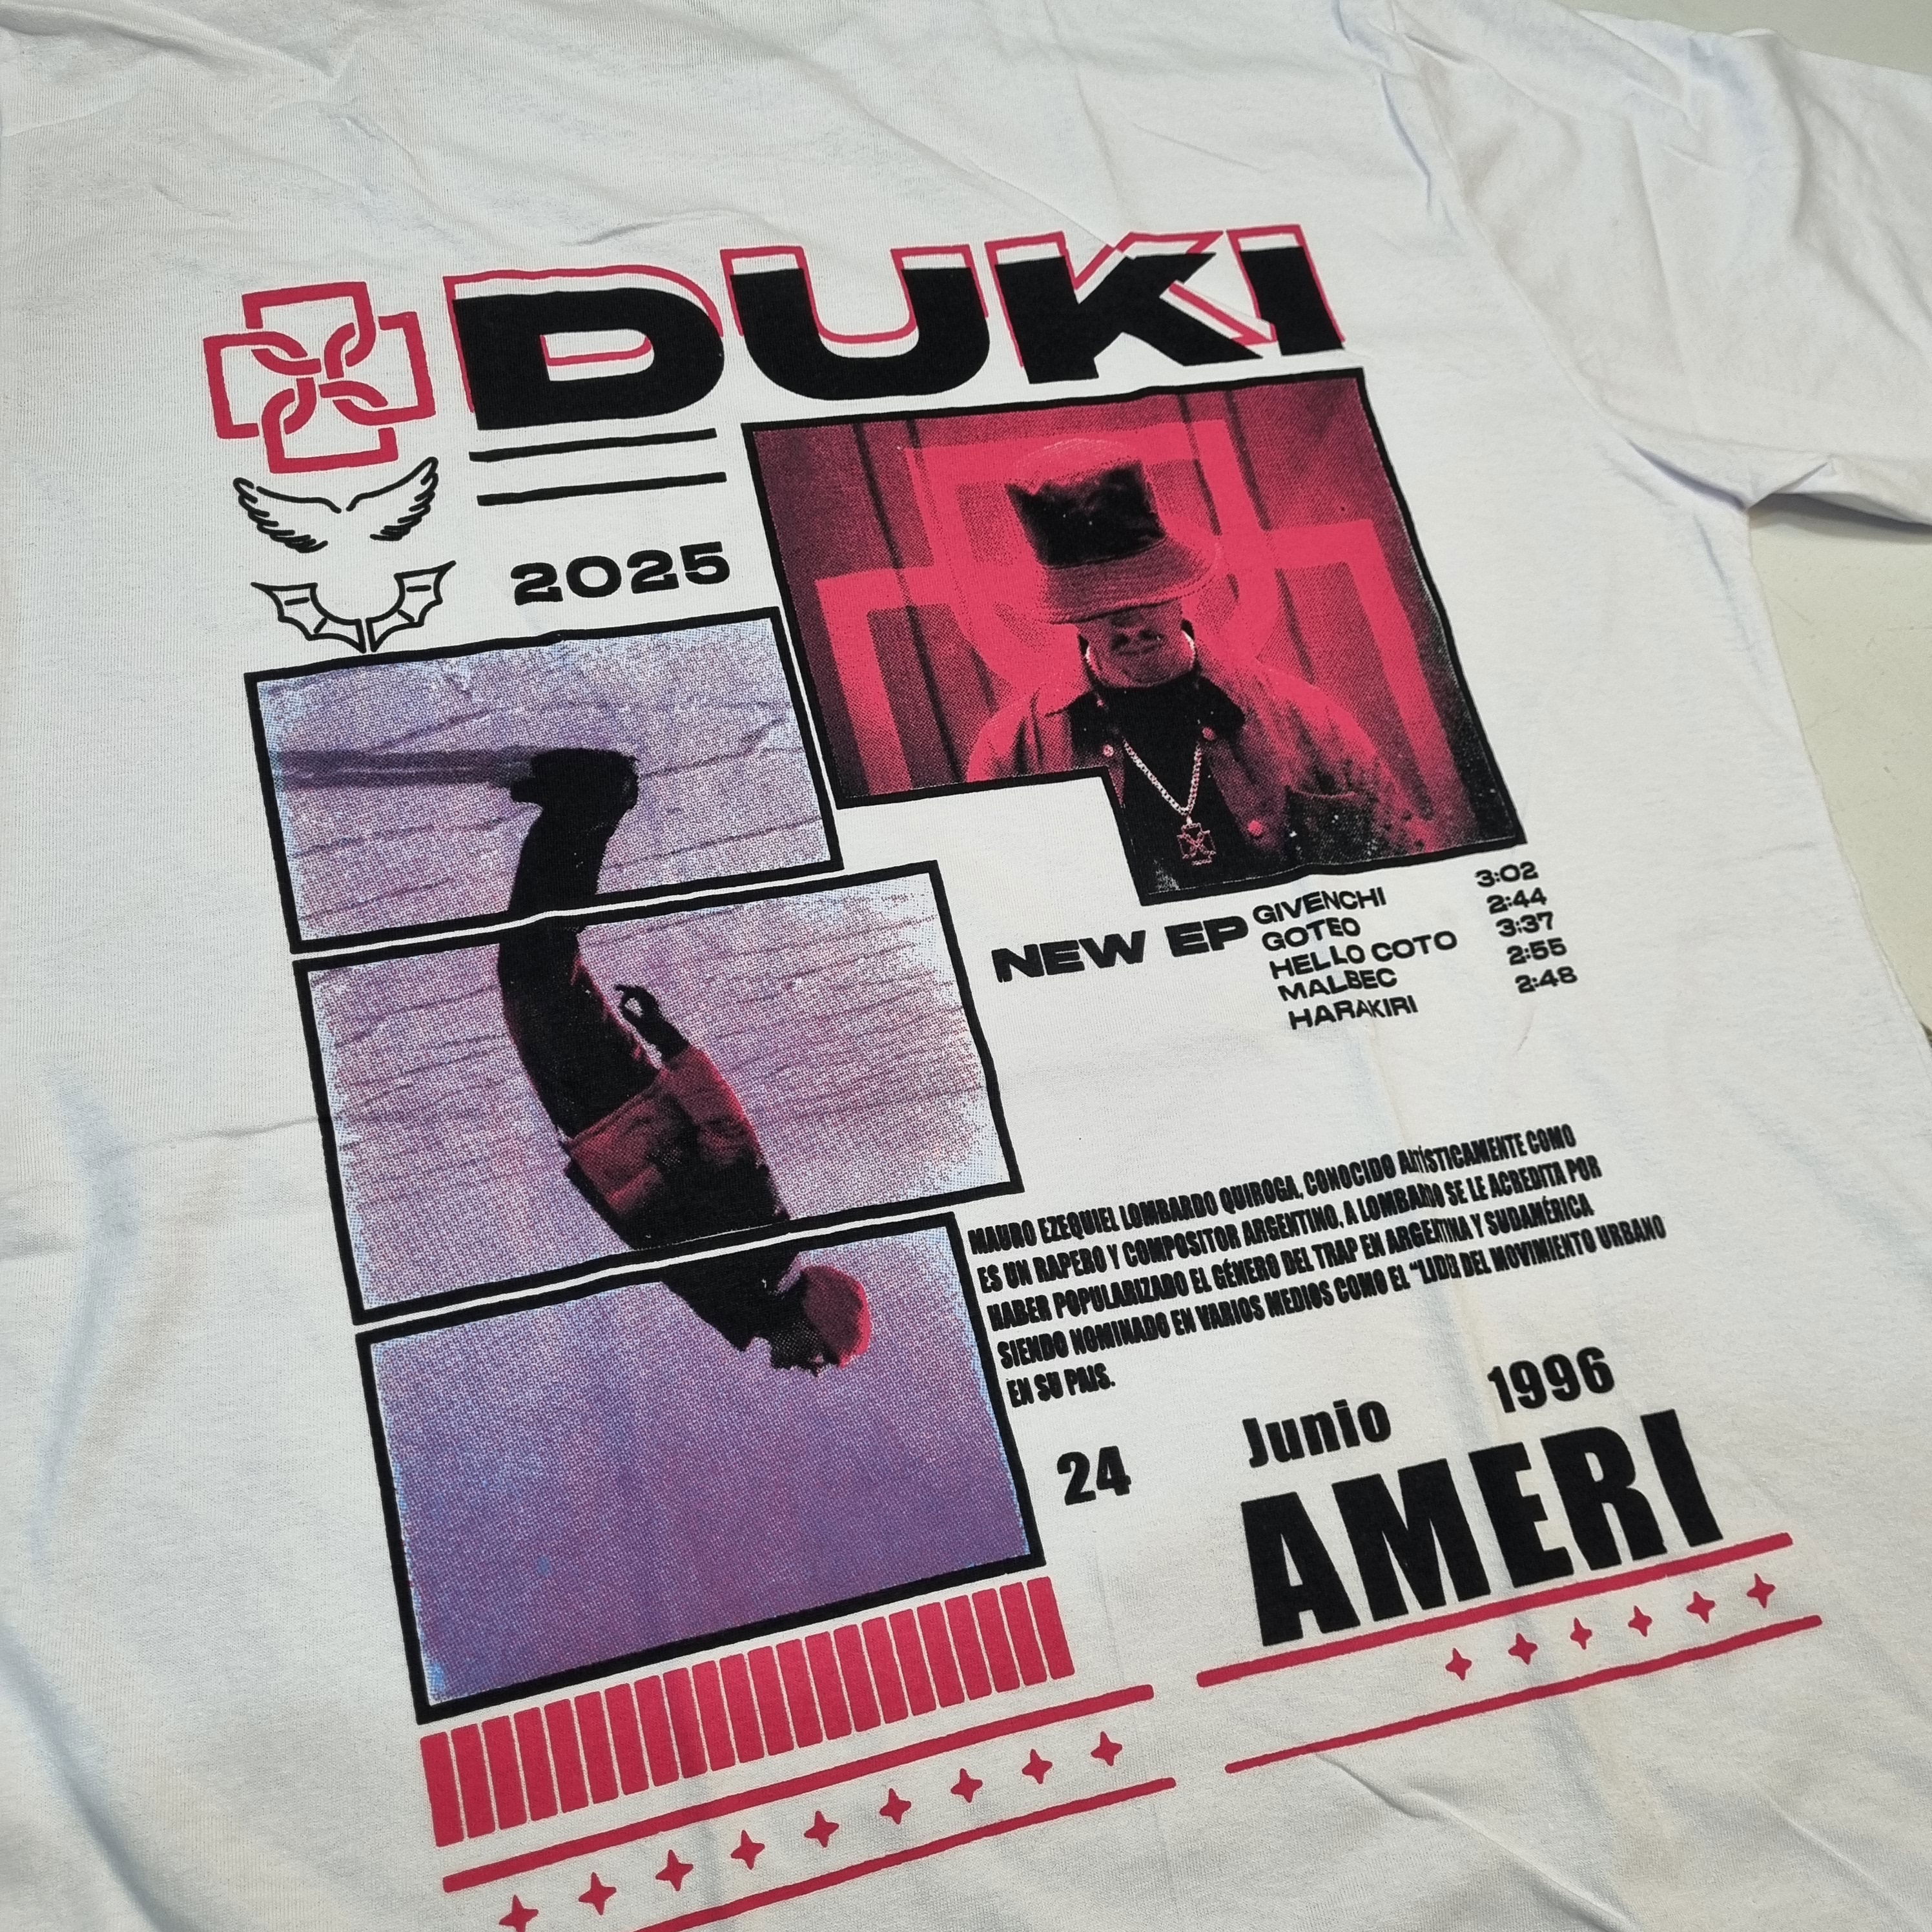 DUKI
2025
NEW EP
GIVENCHI 3:02
GOTEO 2:44
HELLO COTO 3:37
MALBEC 2:55
HARAKIRI 2:48
MAURO EZEQUIEL LOMBARDO QUIROGA, CONOCIDO ARTÍSTICAMENTE COMO
ES UN RAPERO Y COMPOSITOR ARGENTINO. A LOMBARDO SE LE ACREDITA POR
HABER POPULARIZADO EL GÉNERO DEL TRAP EN ARGENTINA Y SUDAMÉRICA
SIENDO NOMINADO EN VARIOS MEDIOS COMO EL “LIDER DEL MOVIMIENTO URBANO
EN SU PAIS.
24 Junio 1996
AMERI